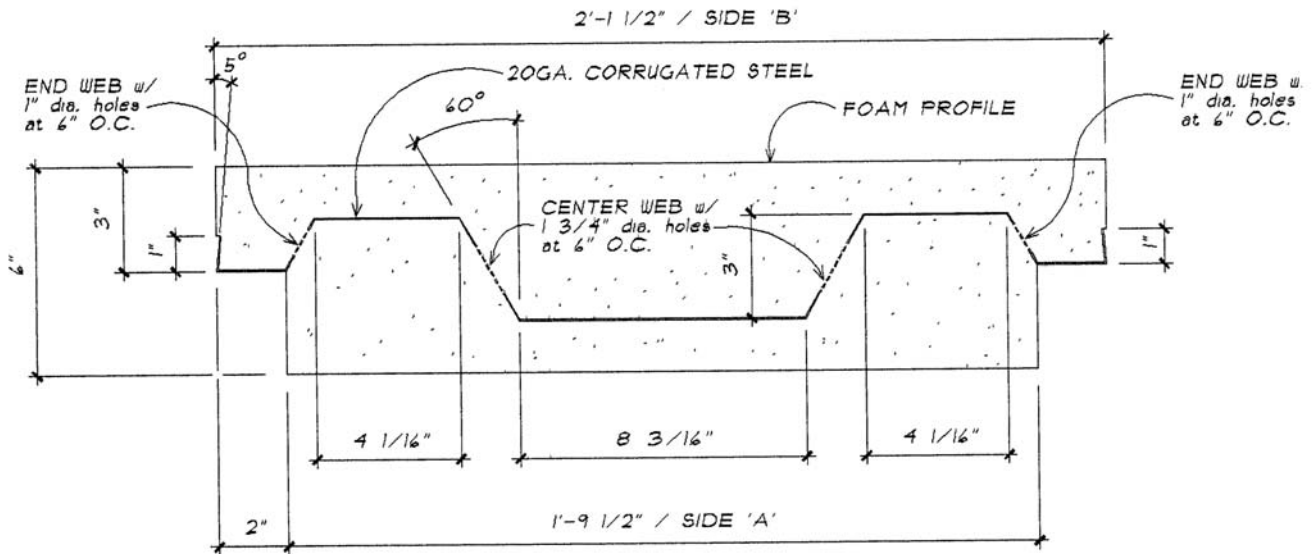 2'-1 1/2" / SIDE 'B'
5°
20GA. CORRUGATED STEEL
END WEB w/
1" dia. holes
at 6" O.C.
60°
FOAM PROFILE
END WEB w
1" dia. holes
at 6" O.C.
3"
1"
6"
CENTER WEB w/
1 3/4" dia. holes
at 6" O.C.
3"
1"
4 1/16"
8 3/16"
4 1/16"
2"
1'-9 1/2" / SIDE 'A'